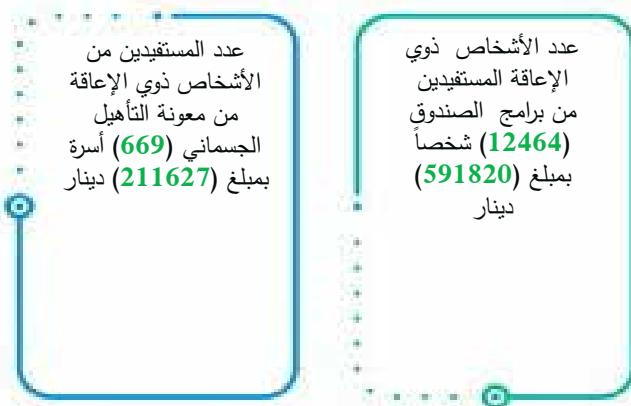 عدد الأشخاص ذوي
الإعاقة المستفيدين
من برامج الصندوق
(12464) شخصاً
بمبلغ (591820)
دينار
عدد المستفيدين من
الأشخاص ذوي الإعاقة
من معونة التأهيل
الجسماني (669) أسرة
بمبلغ (211627) دينار